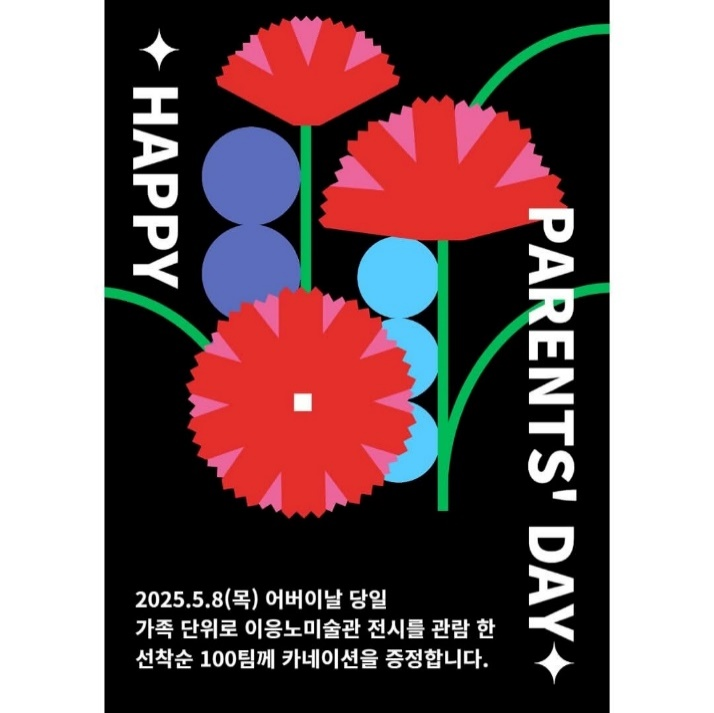 HAPPY
PARENTS' DAY
2025.5.8(목) 어버이날 당일
가족 단위로 이응노미술관 전시를 관람 한
선착순 100팀께 카네이션을 증정합니다.